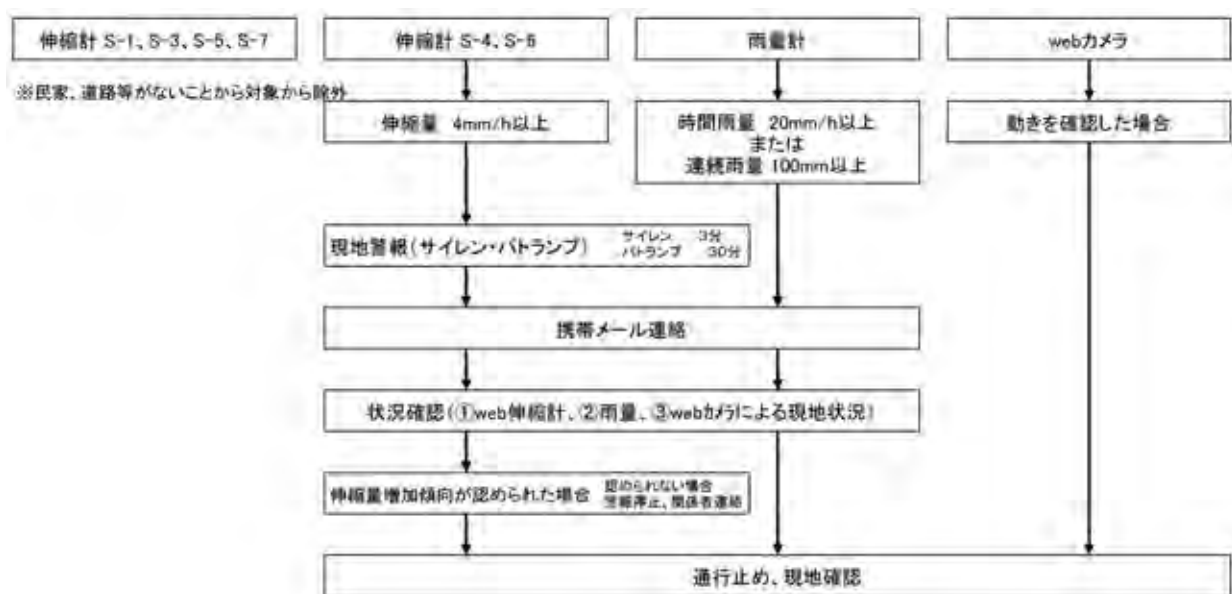 伸縮計 S-1、S-3、S-5、S-7
伸縮計 S-4、S-6
雨量計
webカメラ
※民家、道路等がないことから対象から除外
伸縮量 4mm/h以上
時間雨量 20mm/h以上
または
連続雨量 100mm以上
動きを確認した場合
現地警報(サイレン・パトランプ)
サイレン 3分
パトランプ 30分
携帯メール連絡
状況確認(①web伸縮計、②雨量、③webカメラによる現地状況)
伸縮量増加傾向が認められた場合
認められない場合
警報停止、関係者連絡
通行止め、現地確認